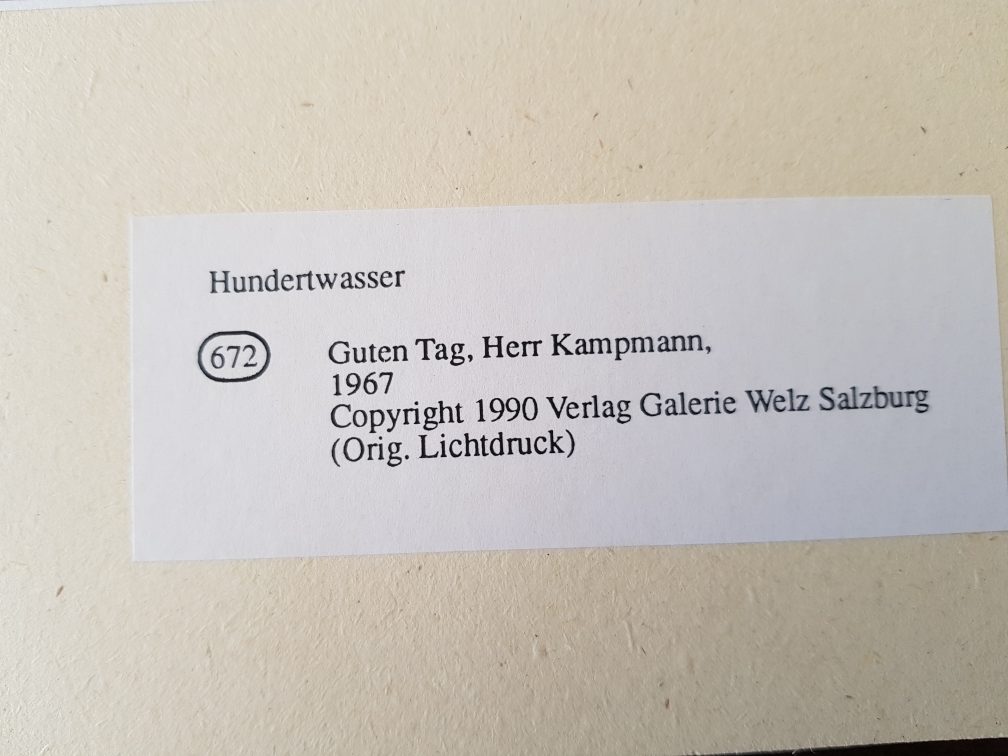 Hundertwasser
672 Guten Tag, Herr Kampmann,
1967
Copyright 1990 Verlag Galerie Welz Salzburg
(Orig. Lichtdruck)